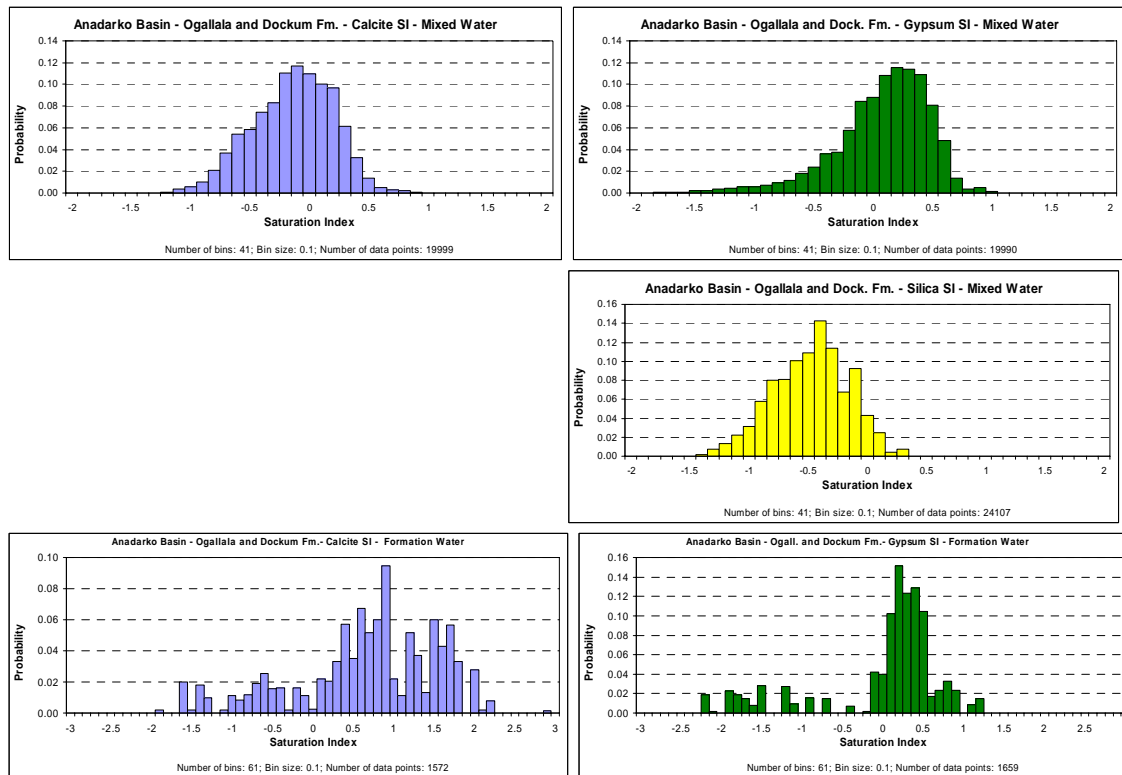 Anadarko Basin - Ogallala and Dockum Fm. - Calcite SI - Mixed Water
0.14
0.12
0.10
0.08
0.06
0.04
0.02
0.00
Probability
-2 -1.5 -1 -0.5 0 0.5 1 1.5 2
Saturation Index
Number of bins: 41; Bin size: 0.1; Number of data points: 19999
Anadarko Basin - Ogallala and Dock. Fm. - Gypsum SI - Mixed Water
0.14
0.12
0.10
0.08
0.06
0.04
0.02
0.00
Probability
-2 -1.5 -1 -0.5 0 0.5 1 1.5 2
Saturation Index
Number of bins: 41; Bin size: 0.1; Number of data points: 19990
Anadarko Basin - Ogallala and Dock. Fm. - Silica SI - Mixed Water
0.16
0.14
0.12
0.10
0.08
0.06
0.04
0.02
0.00
Probability
-2 -1.5 -1 -0.5 0 0.5 1 1.5 2
Saturation Index
Number of bins: 41; Bin size: 0.1; Number of data points: 24107
Anadarko Basin - Ogallala and Dockum Fm.- Calcite SI - Formation Water
0.10
0.08
0.06
0.04
0.02
0.00
Probability
-3 -2.5 -2 -1.5 -1 -0.5 0 0.5 1 1.5 2 2.5 3
Saturation Index
Number of bins: 61; Bin size: 0.1; Number of data points: 1572
Anadarko Basin - Ogall. and Dockum Fm.- Gypsum SI - Formation Water
0.16
0.14
0.12
0.10
0.08
0.06
0.04
0.02
0.00
Probability
-3 -2.5 -2 -1.5 -1 -0.5 0 0.5 1 1.5 2 2.5 3
Saturation Index
Number of bins: 61; Bin size: 0.1; Number of data points: 1659